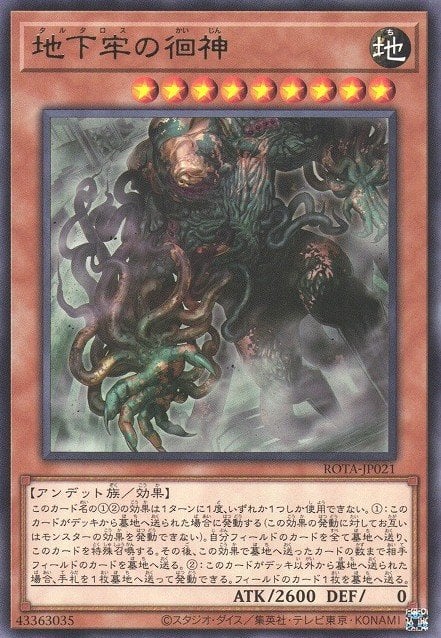 タルタロス かいじん
地下牢の徊神
ち
地
ROTA-JP021
【アンデット族／効果】
このカード名の①②の効果は1ターンに1度、いずれか1つしか使用できない。①：この
カードがデッキから墓地へ送られた場合に発動する(この効果の発動に対してお互い
はモンスターの効果を発動できない)。自分フィールドのカードを全て墓地へ送り、
このカードを特殊召喚する。その後、この効果で墓地へ送ったカードの数まで相手
フィールドのカードを墓地へ送る。②：このカードがデッキ以外から墓地へ送られた
場合、手札を1枚墓地へ送って発動できる。フィールドのカード1枚を墓地へ送る。
ATK/2600 DEF/ 0
43363035
©スタジオ・ダイス／集英社・テレビ東京・KONAMI